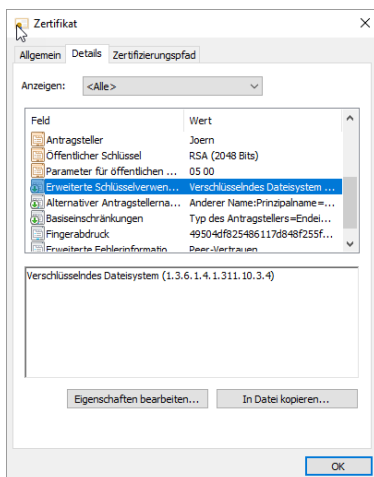 Zertifikat
Allgemein Details Zertifizierungspfad
Anzeigen: <Alle>
Feld Wert
Antragsteller Joern
Öffentlicher Schlüssel RSA (2048 Bits)
Parameter für öffentlichen ... 05 00
Erweiterte Schlüsselverwen... Verschlüsselndes Dateisystem ...
Alternativer Antragstellerna... Anderer Name:Prinzipalname=...
Basiseinschränkungen Typ des Antragstellers=Endei...
Fingerabdruck 49504df825486117d848f255f...
Erweiterte Fehlerinformatio... Peer-Vertrauen
Verschlüsselndes Dateisystem (1.3.6.1.4.1.311.10.3.4)
Eigenschaften bearbeiten... In Datei kopieren...
OK